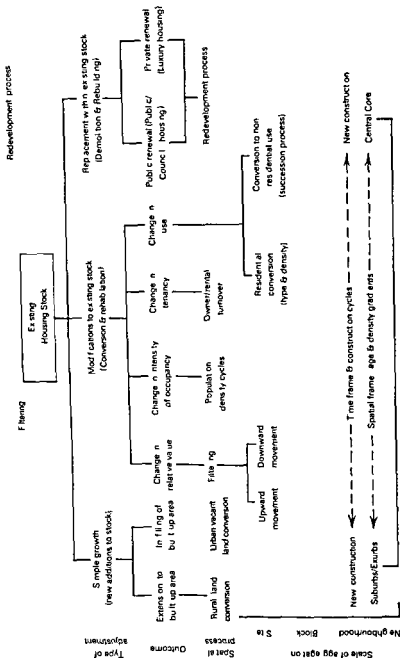 Filtering
Redevelopment process
Existing
Housing Stock
Type of
adjustment
Simple growth
(new additions to stock)
Modifications to existing stock
(Conversion & rehabilitation)
Replacement within existing stock
(Demolition & Rebuilding)
Outcome
Extension to
built up area
Infilling of
built up area
Change in
relative value
Change in intensity
of occupancy
Change in
tenancy
Change in
use
Public renewal (Public/
Council housing)
Private renewal
(Luxury housing)
Spatial
process
Rural land
conversion
Urban vacant
land conversion
Filtering
Population
density cycles
Owner/rental
turnover
Redevelopment process
Upward
movement
Downward
movement
Residential
conversion
(type & density)
Conversion to non
residential use
(succession process)
Scale of aggregation
Site
Block
Neighbourhood
New construction
Time frame & construction cycles
New construction
Suburbs/Exurbs
Spatial frame age & density gradients
Central Core